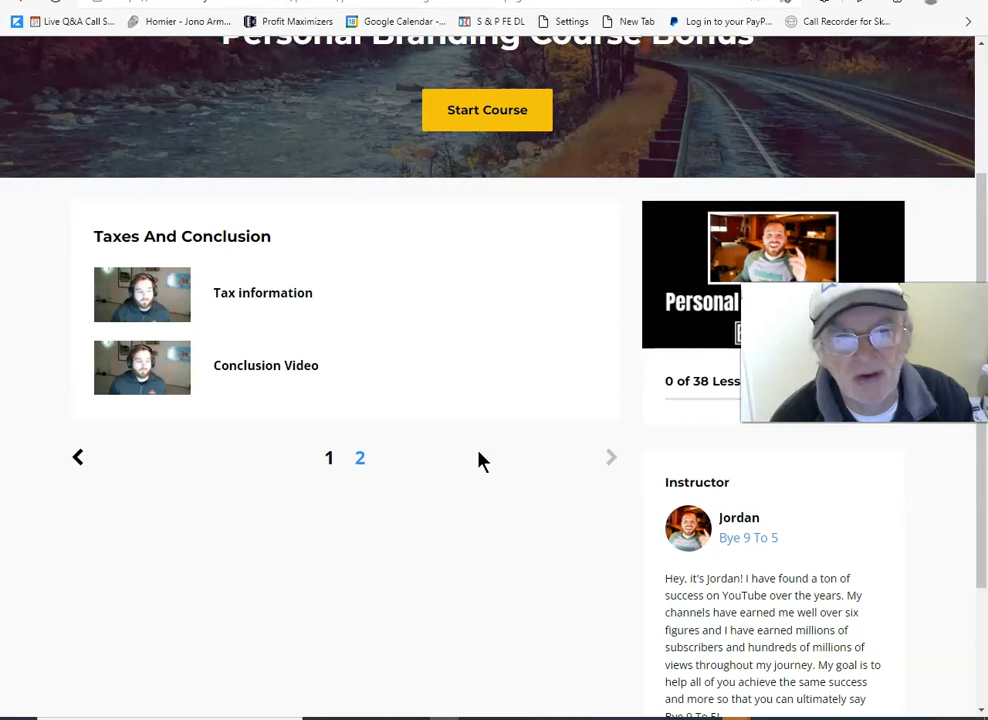 Live Q&A Call S...
Homier - Jono Arm...
Profit Maximizers
Google Calendar -...
S & P FE DL
Settings
New Tab
Log in to your PayP...
Call Recorder for Sk...
Personal Branding Course Bonus
Start Course
Taxes And Conclusion
Tax information
Conclusion Video
1 2
Personal
0 of 38 Less
Instructor
Jordan
Bye 9 To 5
Hey, it's Jordan! I have found a ton of
success on YouTube over the years. My
channels have earned me well over six
figures and I have earned millions of
subscribers and hundreds of millions of
views throughout my journey. My goal is to
help all of you achieve the same success
and more so that you can ultimately say
Bye 9 To 5!